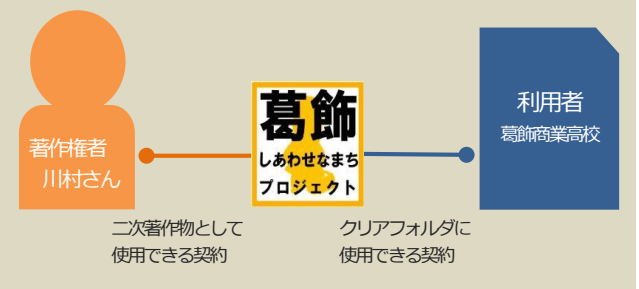 著作権者
川村さん
葛飾
しあわせなまち
プロジェクト
利用者
葛飾商業高校
二次著作物として
使用できる契約
クリアフォルダに
使用できる契約